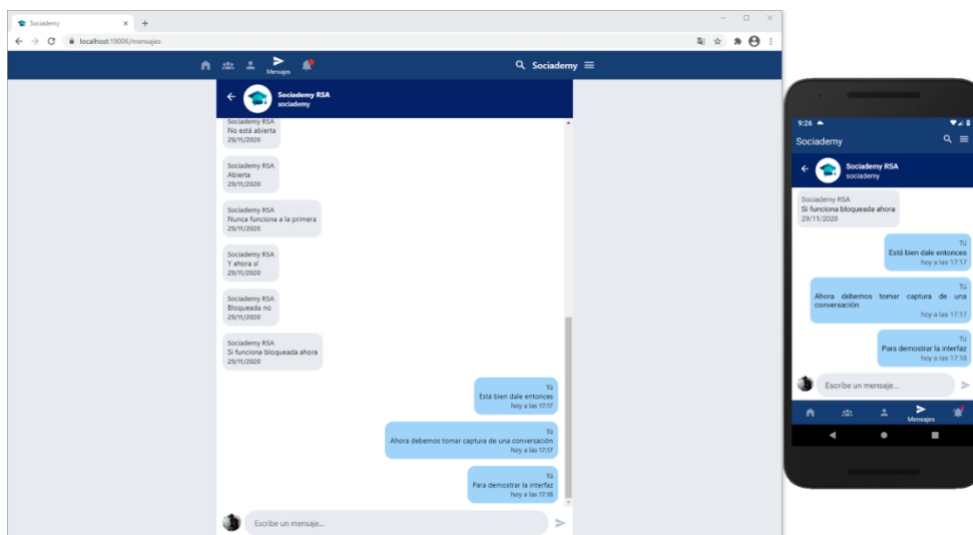 Sociademy
localhost:19006/mensajes
Mensajes
Sociademy
Sociademy RSA
sociademy
Sociademy RSA
No está abierta
29/11/2020
Sociademy RSA
Abierta
29/11/2020
Sociademy RSA
Nunca funciona a la primera
29/11/2020
Sociademy RSA
Y ahora sí
29/11/2020
Sociademy RSA
Bloqueada no
29/11/2020
Sociademy RSA
Si funciona bloqueada ahora
29/11/2020
Tú
Está bien dale entonces
hoy a las 17:17
Tú
Ahora debemos tomar captura de una conversación
hoy a las 17:17
Tú
Para demostrar la interfaz
hoy a las 17:18
Escribe un mensaje...
9:26
Sociademy
Sociademy RSA
sociademy
Sociademy RSA
Si funciona bloqueada ahora
29/11/2020
Tú
Está bien dale entonces
hoy a las 17:17
Tú
Ahora debemos tomar captura de una
conversación
hoy a las 17:17
Tú
Para demostrar la interfaz
hoy a las 17:18
Escribe un mensaje...
Mensajes